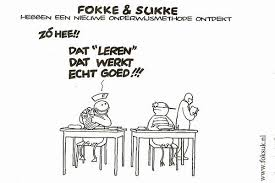 FOKKE & SUKKE
HEBBEN EEN NIEUWE ONDERWIJSMETHODE ONTDEKT
ZÓ HEE!!
DAT "LEREN"
DAT WERKT
ECHT GOED!!!
www.foksuk.nl